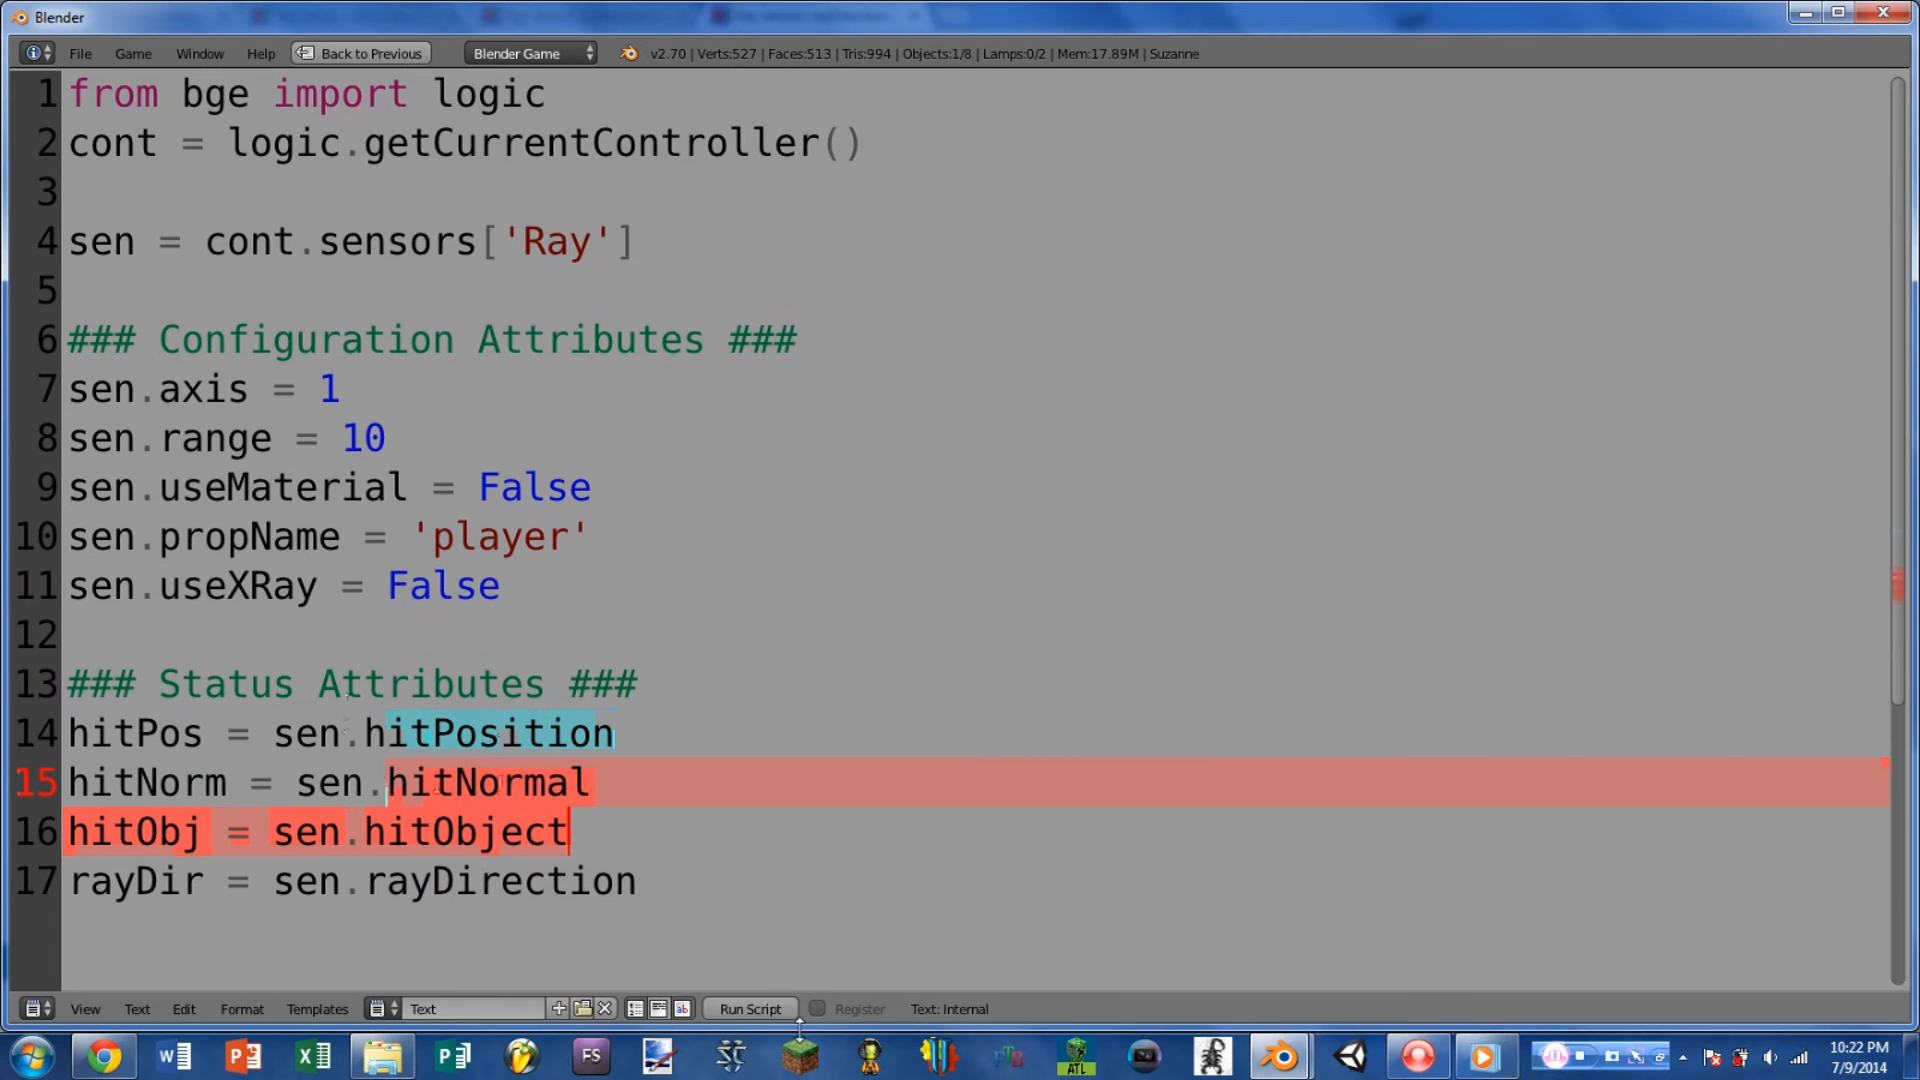 Blender
File Game Window Help Back to Previous Blender Game v2.70 | Verts:527 | Faces:513 | Tris:994 | Objects:1/8 | Lamps:0/2 | Mem:17.89M | Suzanne
1 from bge import logic
2 cont = logic.getCurrentController()
3
4 sen = cont.sensors['Ray']
5
6 ### Configuration Attributes ###
7 sen.axis = 1
8 sen.range = 10
9 sen.useMaterial = False
10 sen.propName = 'player'
11 sen.useXRay = False
12
13 ### Status Attributes ###
14 hitPos = sen.hitPosition
15 hitNorm = sen.hitNormal
16 hitObj = sen.hitObject
17 rayDir = sen.rayDirection
View Text Edit Format Templates Text Run Script Register Text: Internal
FS ATL 10:22 PM
7/9/2014